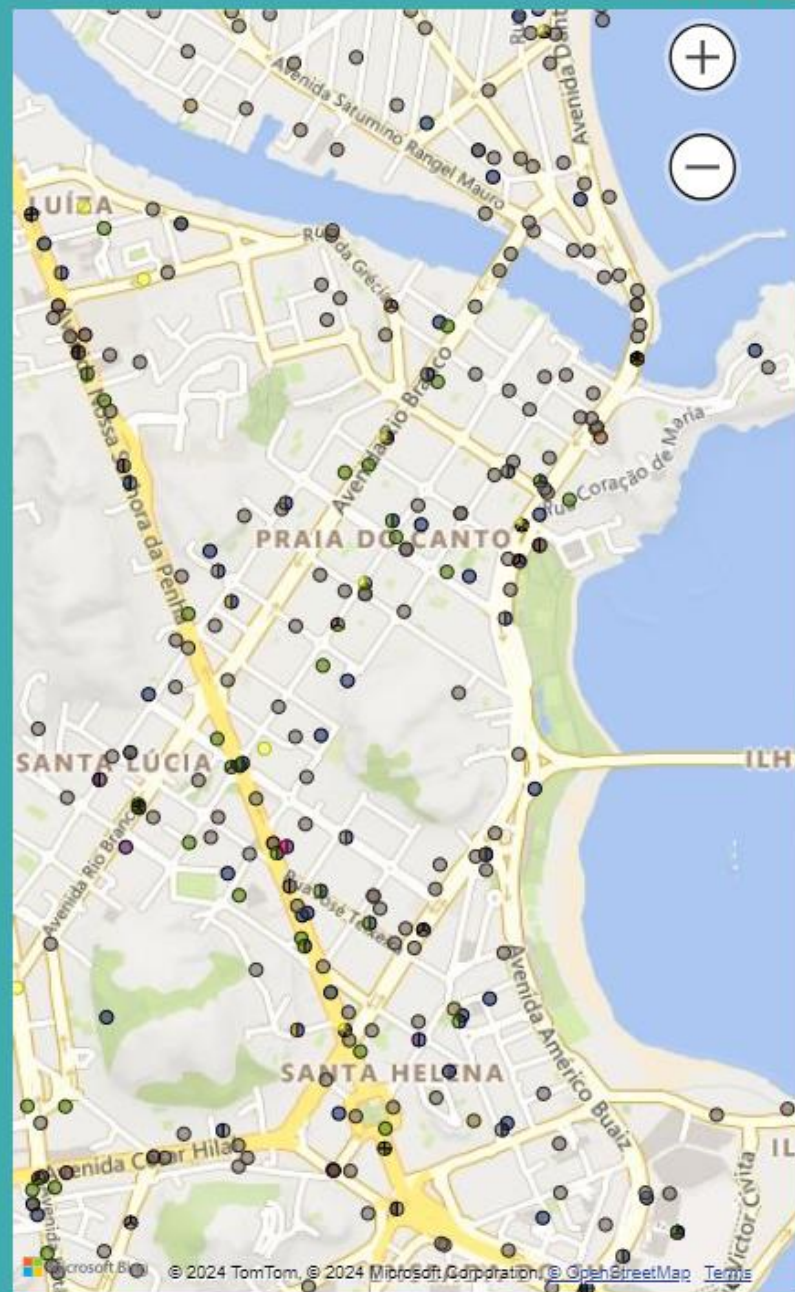 Avenida Saturnino Rangel Mauro
Avenida Dant
LUÍZA
Rua da Grécia
Avenida Nossa Senhora da Penha
Avenida Rio Branco
Rua Coração de Maria
PRAIA DO CANTO
SANTA LÚCIA
ILH
Avenida Rio Branco
Rua José Teixeira
Avenida Américo Buaiz
SANTA HELENA
Avenida César Hilal
IL
Victor Civita
Microsoft Bing
© 2024 TomTom, © 2024 Microsoft Corporation, © OpenStreetMap Terms